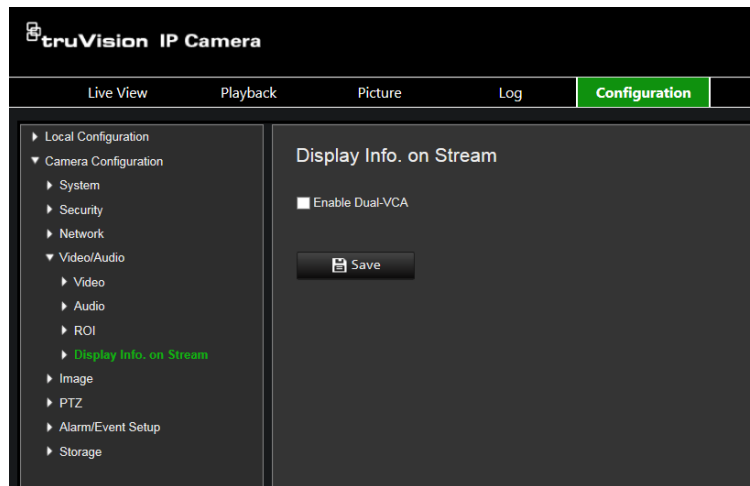 truVision IP Camera
Live View Playback Picture Log Configuration
Local Configuration
Camera Configuration
System
Security
Network
Video/Audio
Video
Audio
ROI
Display Info. on Stream
Image
PTZ
Alarm/Event Setup
Storage
Display Info. on Stream
Enable Dual-VCA
Save